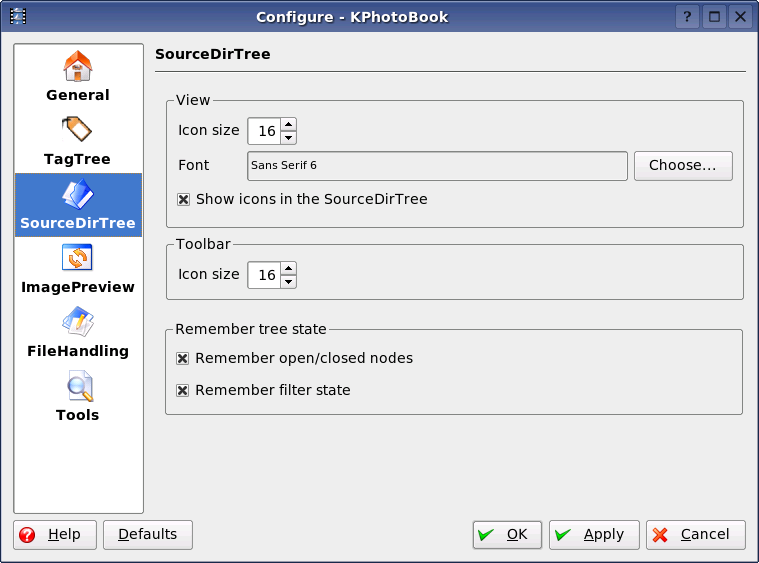 Configure - KPhotoBook
?
General
TagTree
SourceDirTree
ImagePreview
FileHandling
Tools
SourceDirTree
View
Icon size 16
Font Sans Serif 6 Choose...
Show icons in the SourceDirTree
Toolbar
Icon size 16
Remember tree state
Remember open/closed nodes
Remember filter state
Help Defaults OK Apply Cancel